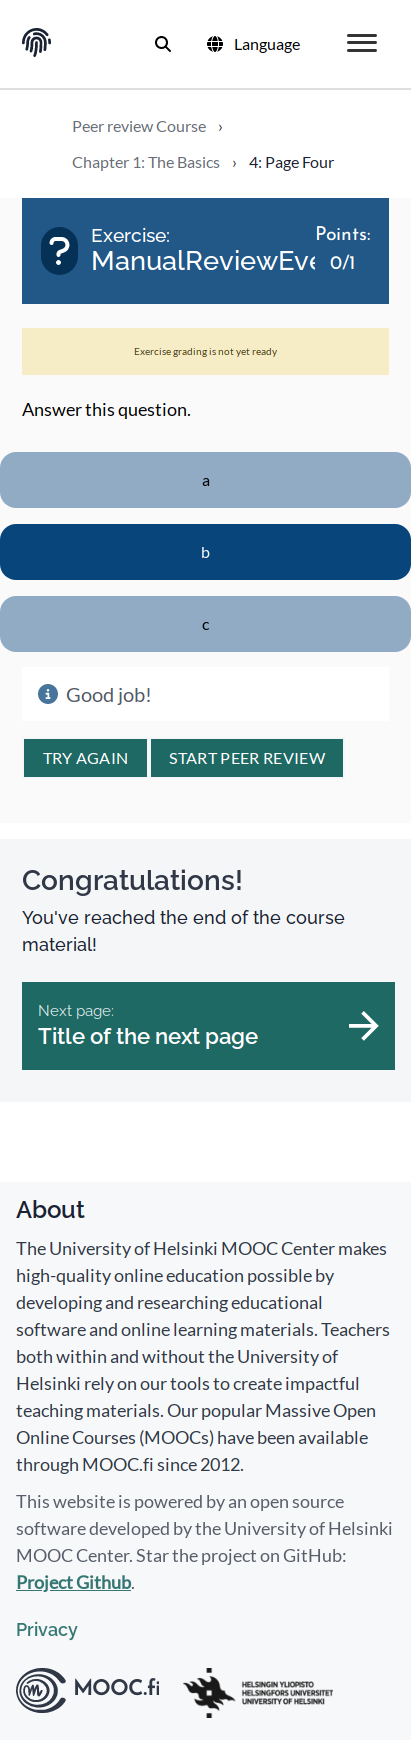 Language
Peer review Course ›
Chapter 1: The Basics › 4: Page Four
Exercise:
ManualReviewEve
Points:
0/1
Exercise grading is not yet ready
Answer this question.
a
b
c
Good job!
TRY AGAIN
START PEER REVIEW
Congratulations!
You've reached the end of the course
material!
Next page:
Title of the next page
About
The University of Helsinki MOOC Center makes
high-quality online education possible by
developing and researching educational
software and online learning materials. Teachers
both within and without the University of
Helsinki rely on our tools to create impactful
teaching materials. Our popular Massive Open
Online Courses (MOOCs) have been available
through MOOC.fi since 2012.
This website is powered by an open source
software developed by the University of Helsinki
MOOC Center. Star the project on GitHub:
Project Github.
Privacy
MOOC.fi
HELSINGIN YLIOPISTO
HELSINGFORS UNIVERSITET
UNIVERSITY OF HELSINKI